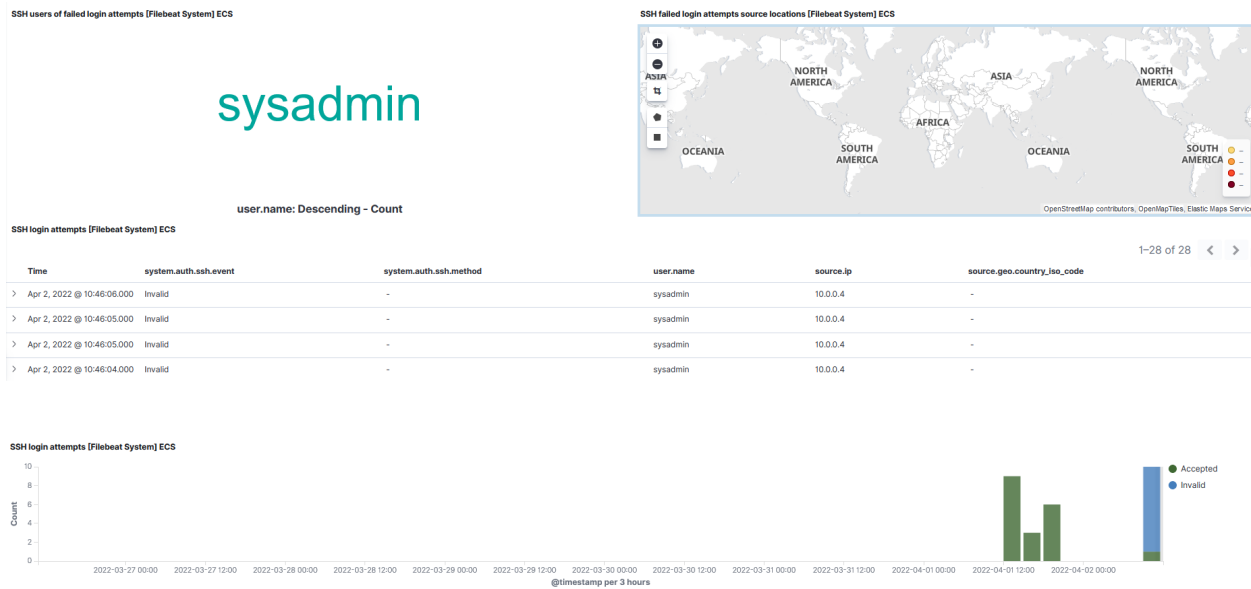 SSH users of failed login attempts [Filebeat System] ECS
sysadmin
user.name: Descending - Count
SSH failed login attempts source locations [Filebeat System] ECS
ASIA
NORTH
AMERICA
ASIA
NORTH
AMERICA
AFRICA
OCEANIA
SOUTH
AMERICA
OCEANIA
SOUTH
AMERICA
–
–
–
–
OpenStreetMap contributors, OpenMapTiles, Elastic Maps Service
SSH login attempts [Filebeat System] ECS
1–28 of 28
Time system.auth.ssh.event system.auth.ssh.method user.name source.ip source.geo.country_iso_code
Apr 2, 2022 @ 10:46:06.000 Invalid - sysadmin 10.0.0.4 -
Apr 2, 2022 @ 10:46:05.000 Invalid - sysadmin 10.0.0.4 -
Apr 2, 2022 @ 10:46:05.000 Invalid - sysadmin 10.0.0.4 -
Apr 2, 2022 @ 10:46:04.000 Invalid - sysadmin 10.0.0.4 -
SSH login attempts [Filebeat System] ECS
10
8
6
4
2
0
Count
Accepted
Invalid
2022-03-27 00:00 2022-03-27 12:00 2022-03-28 00:00 2022-03-28 12:00 2022-03-29 00:00 2022-03-29 12:00 2022-03-30 00:00 2022-03-30 12:00 2022-03-31 00:00 2022-03-31 12:00 2022-04-01 00:00 2022-04-01 12:00 2022-04-02 00:00
@timestamp per 3 hours